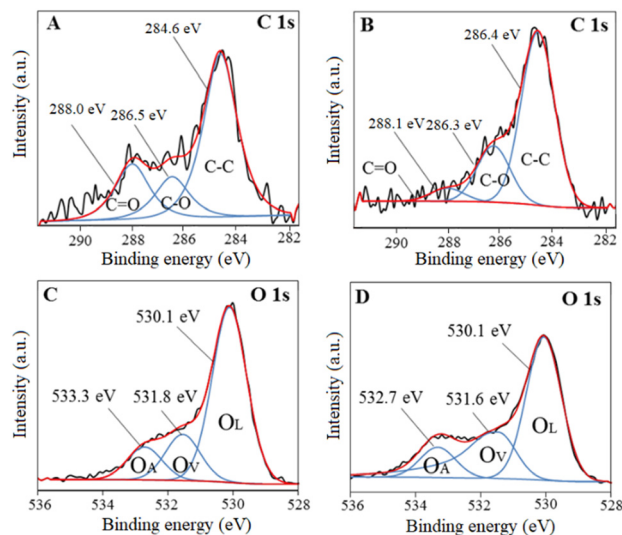 A
C 1s
284.6 eV
288.0 eV
286.5 eV
C-C
C=O
C-O
Intensity (a.u.)
290 288 286 284 282
Binding energy (eV)
B
C 1s
286.4 eV
288.1 eV
286.3 eV
C=O
C-C
C-O
Intensity (a.u.)
290 288 286 284 282
Binding energy (eV)
C
O 1s
530.1 eV
533.3 eV
531.8 eV
OL
OA
OV
Intensity (a.u.)
536 534 532 530 528
Binding energy (eV)
D
O 1s
530.1 eV
532.7 eV
531.6 eV
OL
OV
OA
Intensity (a.u.)
536 534 532 530 528
Binding energy (eV)